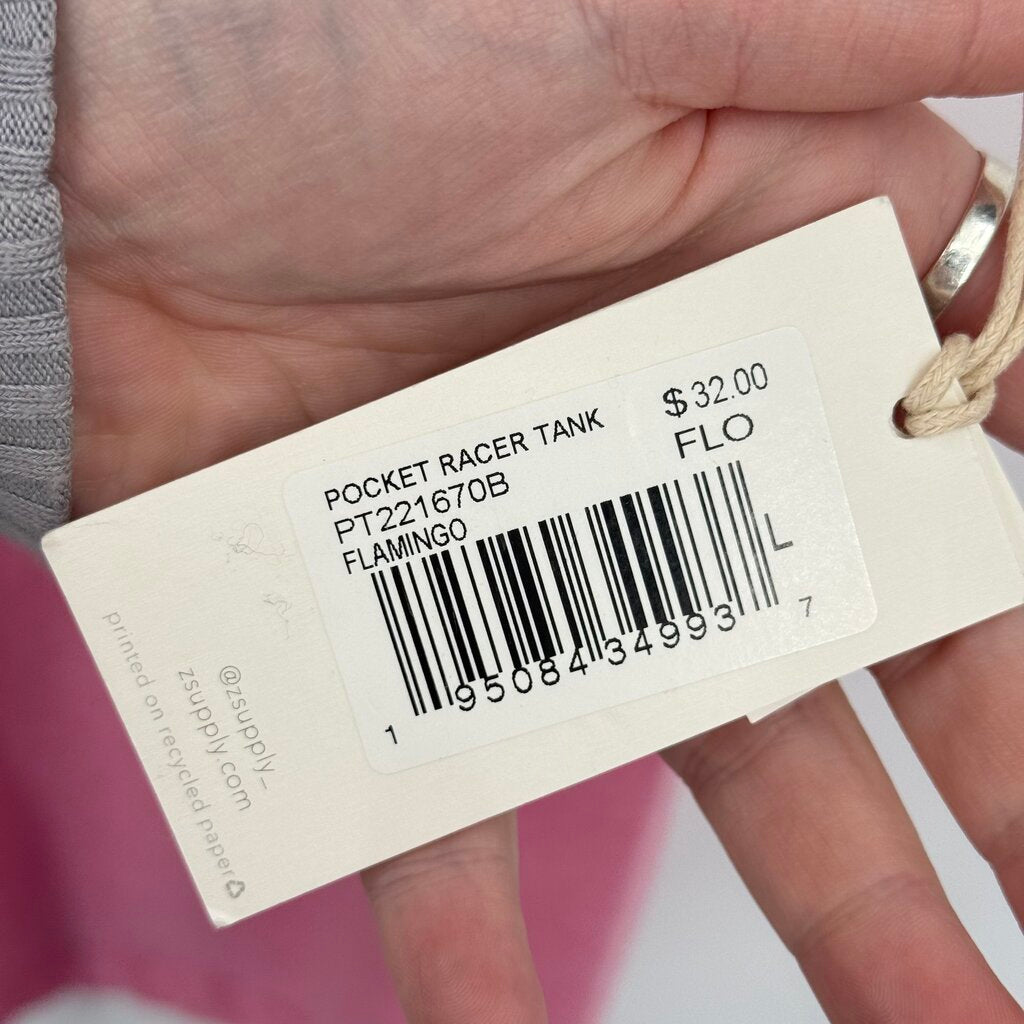 $ 32.00
POCKET RACER TANK
FLO
PT221670B
FLAMINGO
L
1 95084 34993 7
@zsupply_
zsupply.com
printed on recycled paper